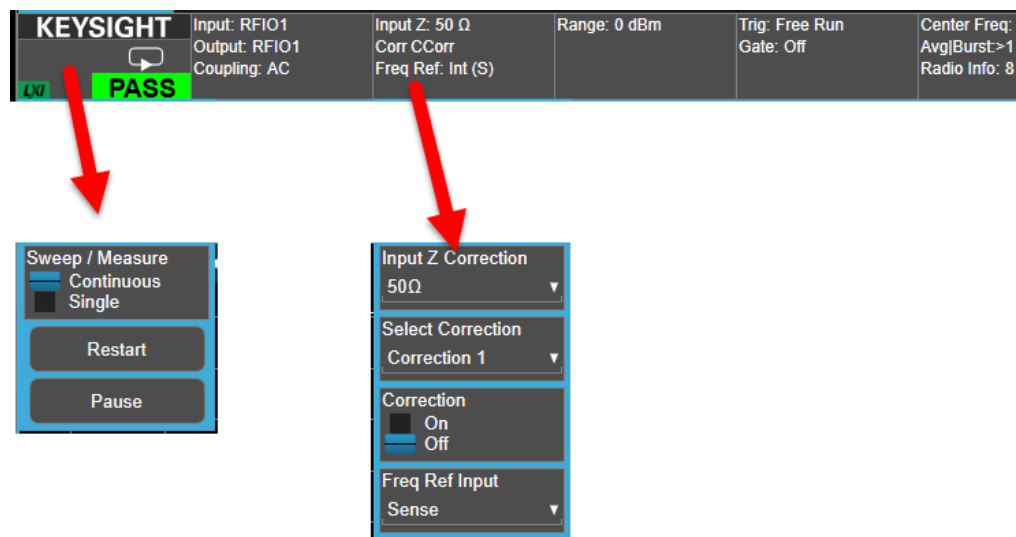 KEYSIGHT
LXI
PASS
Input: RFIO1
Output: RFIO1
Coupling: AC
Input Z: 50 Ω
Corr CCorr
Freq Ref: Int (S)
Range: 0 dBm
Trig: Free Run
Gate: Off
Center Freq:
Avg|Burst:>1
Radio Info: 8
Sweep / Measure
Continuous
Single
Restart
Pause
Input Z Correction
50Ω
Select Correction
Correction 1
Correction
On
Off
Freq Ref Input
Sense